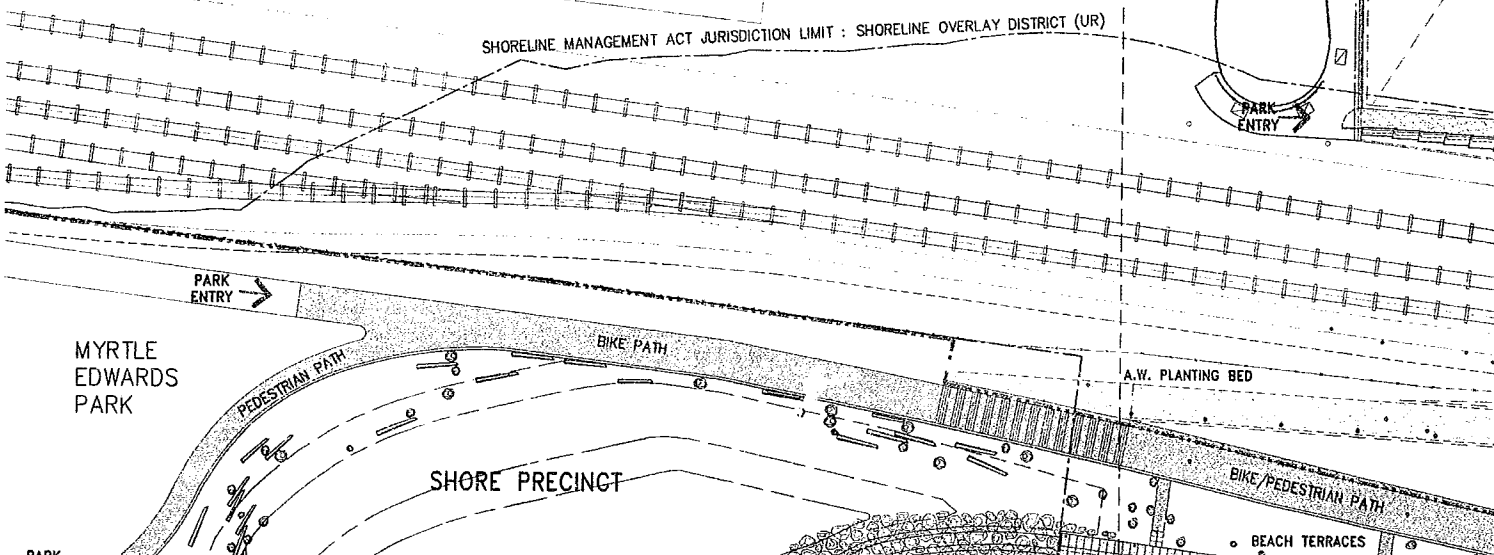 SHORELINE MANAGEMENT ACT JURISDICTION LIMIT : SHORELINE OVERLAY DISTRICT (UR)
PARK
ENTRY
PARK
ENTRY
MYRTLE
EDWARDS
PARK
PEDESTRIAN PATH
BIKE PATH
A.W. PLANTING BED
SHORE PRECINCT
BIKE/PEDESTRIAN PATH
BEACH TERRACES
PARK